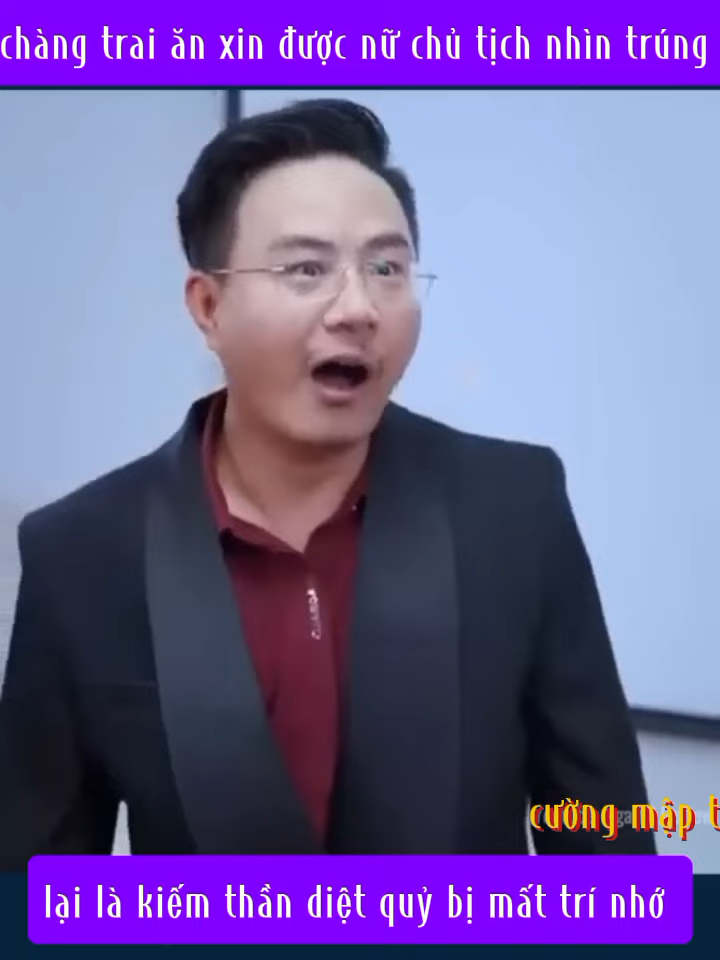 chàng trai ăn xin được nữ chủ tịch nhìn trúng
cường mập
lại là kiếm thần diệt quỷ bị mất trí nhớ